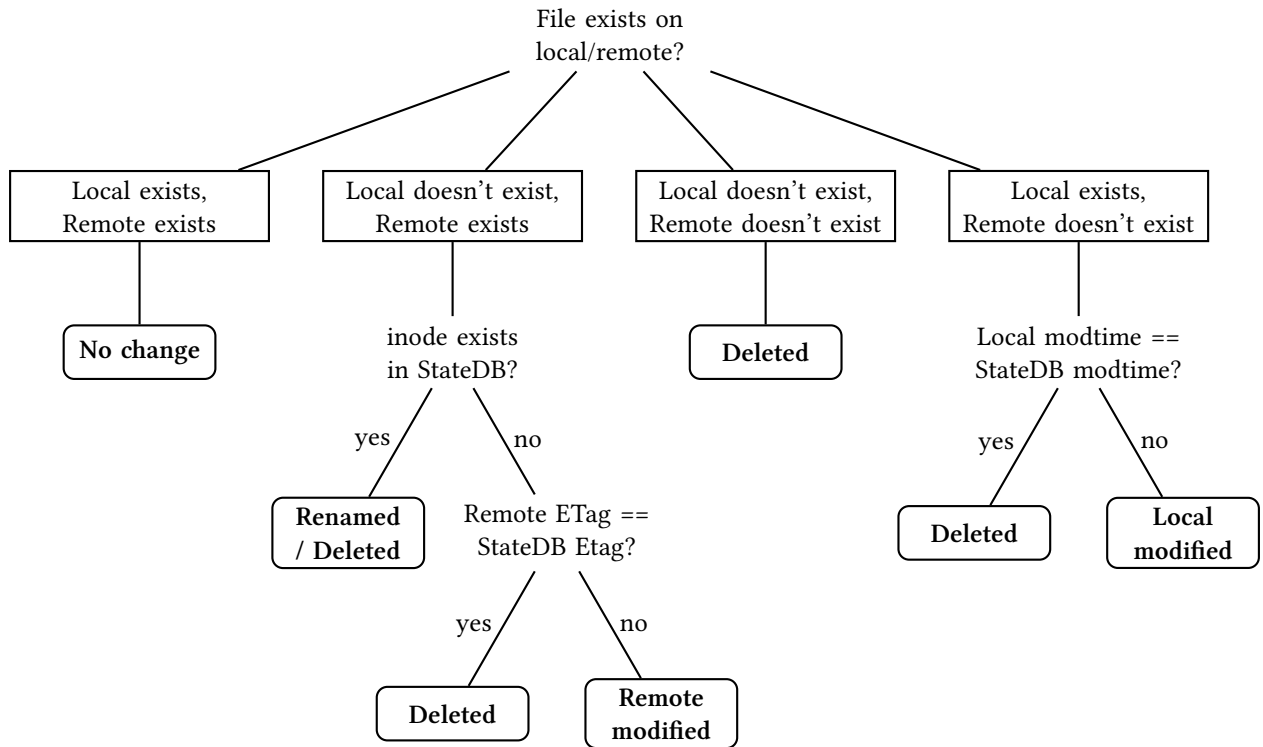 File exists on
local/remote?
Local exists,
Remote exists
Local doesn't exist,
Remote exists
Local doesn't exist,
Remote doesn't exist
Local exists,
Remote doesn't exist
No change
inode exists
in StateDB?
Deleted
Local modtime ==
StateDB modtime?
yes
no
yes
no
Renamed
/ Deleted
Remote ETag ==
StateDB Etag?
Deleted
Local
modified
yes
no
Deleted
Remote
modified